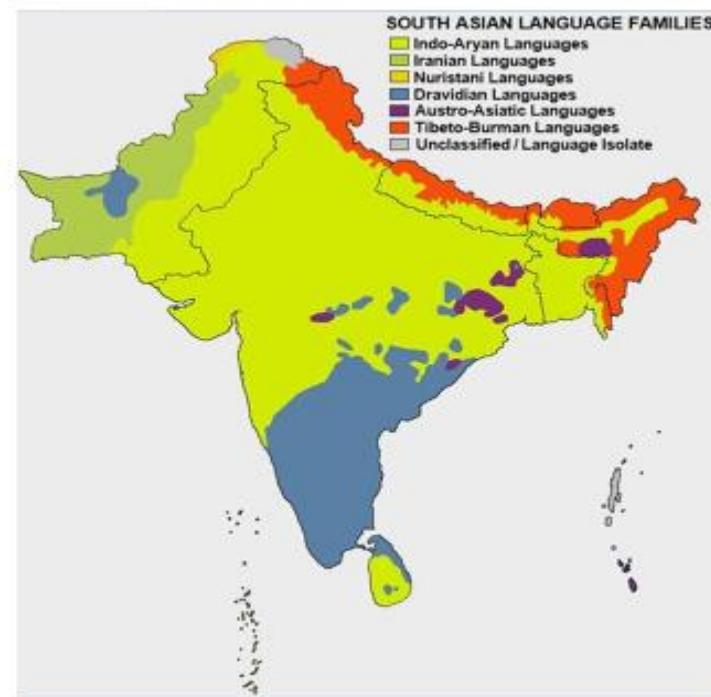 SOUTH ASIAN LANGUAGE FAMILIES
Indo-Aryan Languages
Iranian Languages
Nuristani Languages
Dravidian Languages
Austro-Asiatic Languages
Tibeto-Burman Languages
Unclassified / Language Isolate